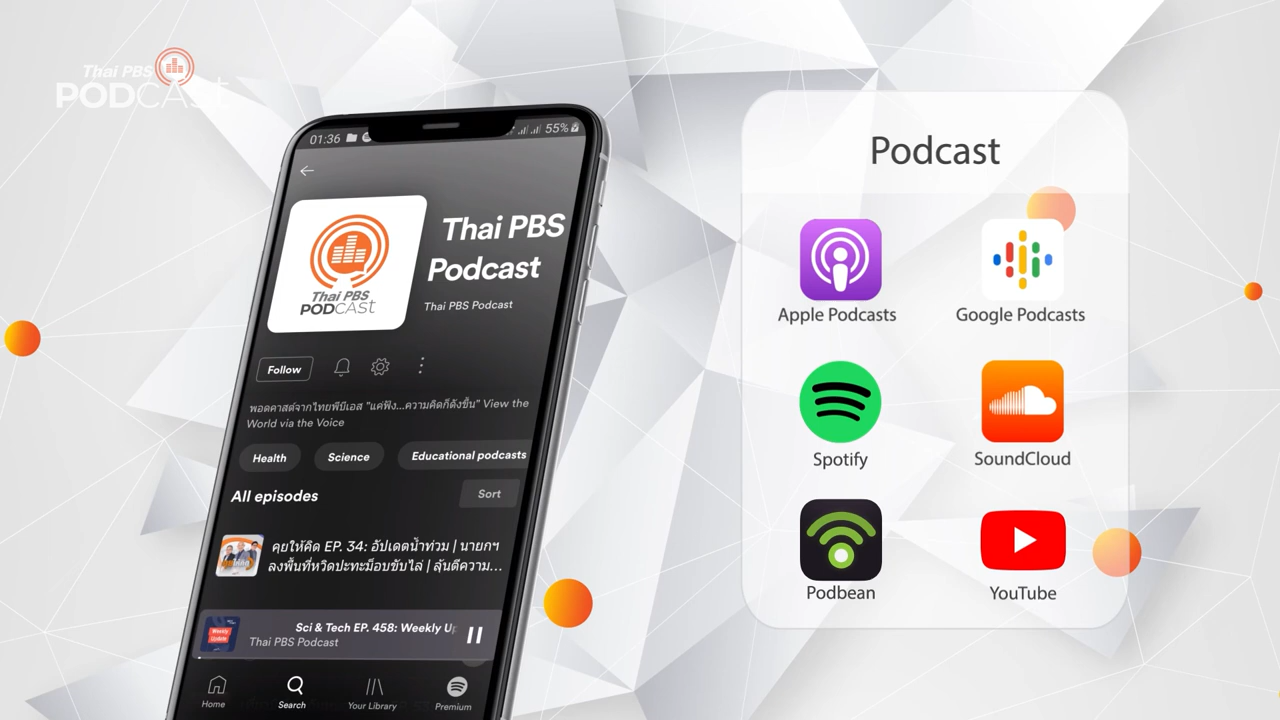 Thai PBS
PODCAST
01:36
55%
Thai PBS
Podcast
Thai PBS Podcast
Thai PBS
PODCAST
Follow
พอดคาสต์จากไทยพีบีเอส "แค่ฟัง...ความคิดก็ดังขึ้น" View the
World via the Voice
Health
Science
Educational podcasts
All episodes
Sort
คุยให้คิด EP. 34: อัปเดตน้ำท่วม | นายกฯ
ลงพื้นที่หวิดปะทะม็อบขับไล่ | ลุ้นตีความ...
Weekly
Update
Sci & Tech EP. 458: Weekly Up
Thai PBS Podcast
Home
Search
Your Library
Premium
Podcast
Apple Podcasts
Google Podcasts
Spotify
SoundCloud
Podbean
YouTube